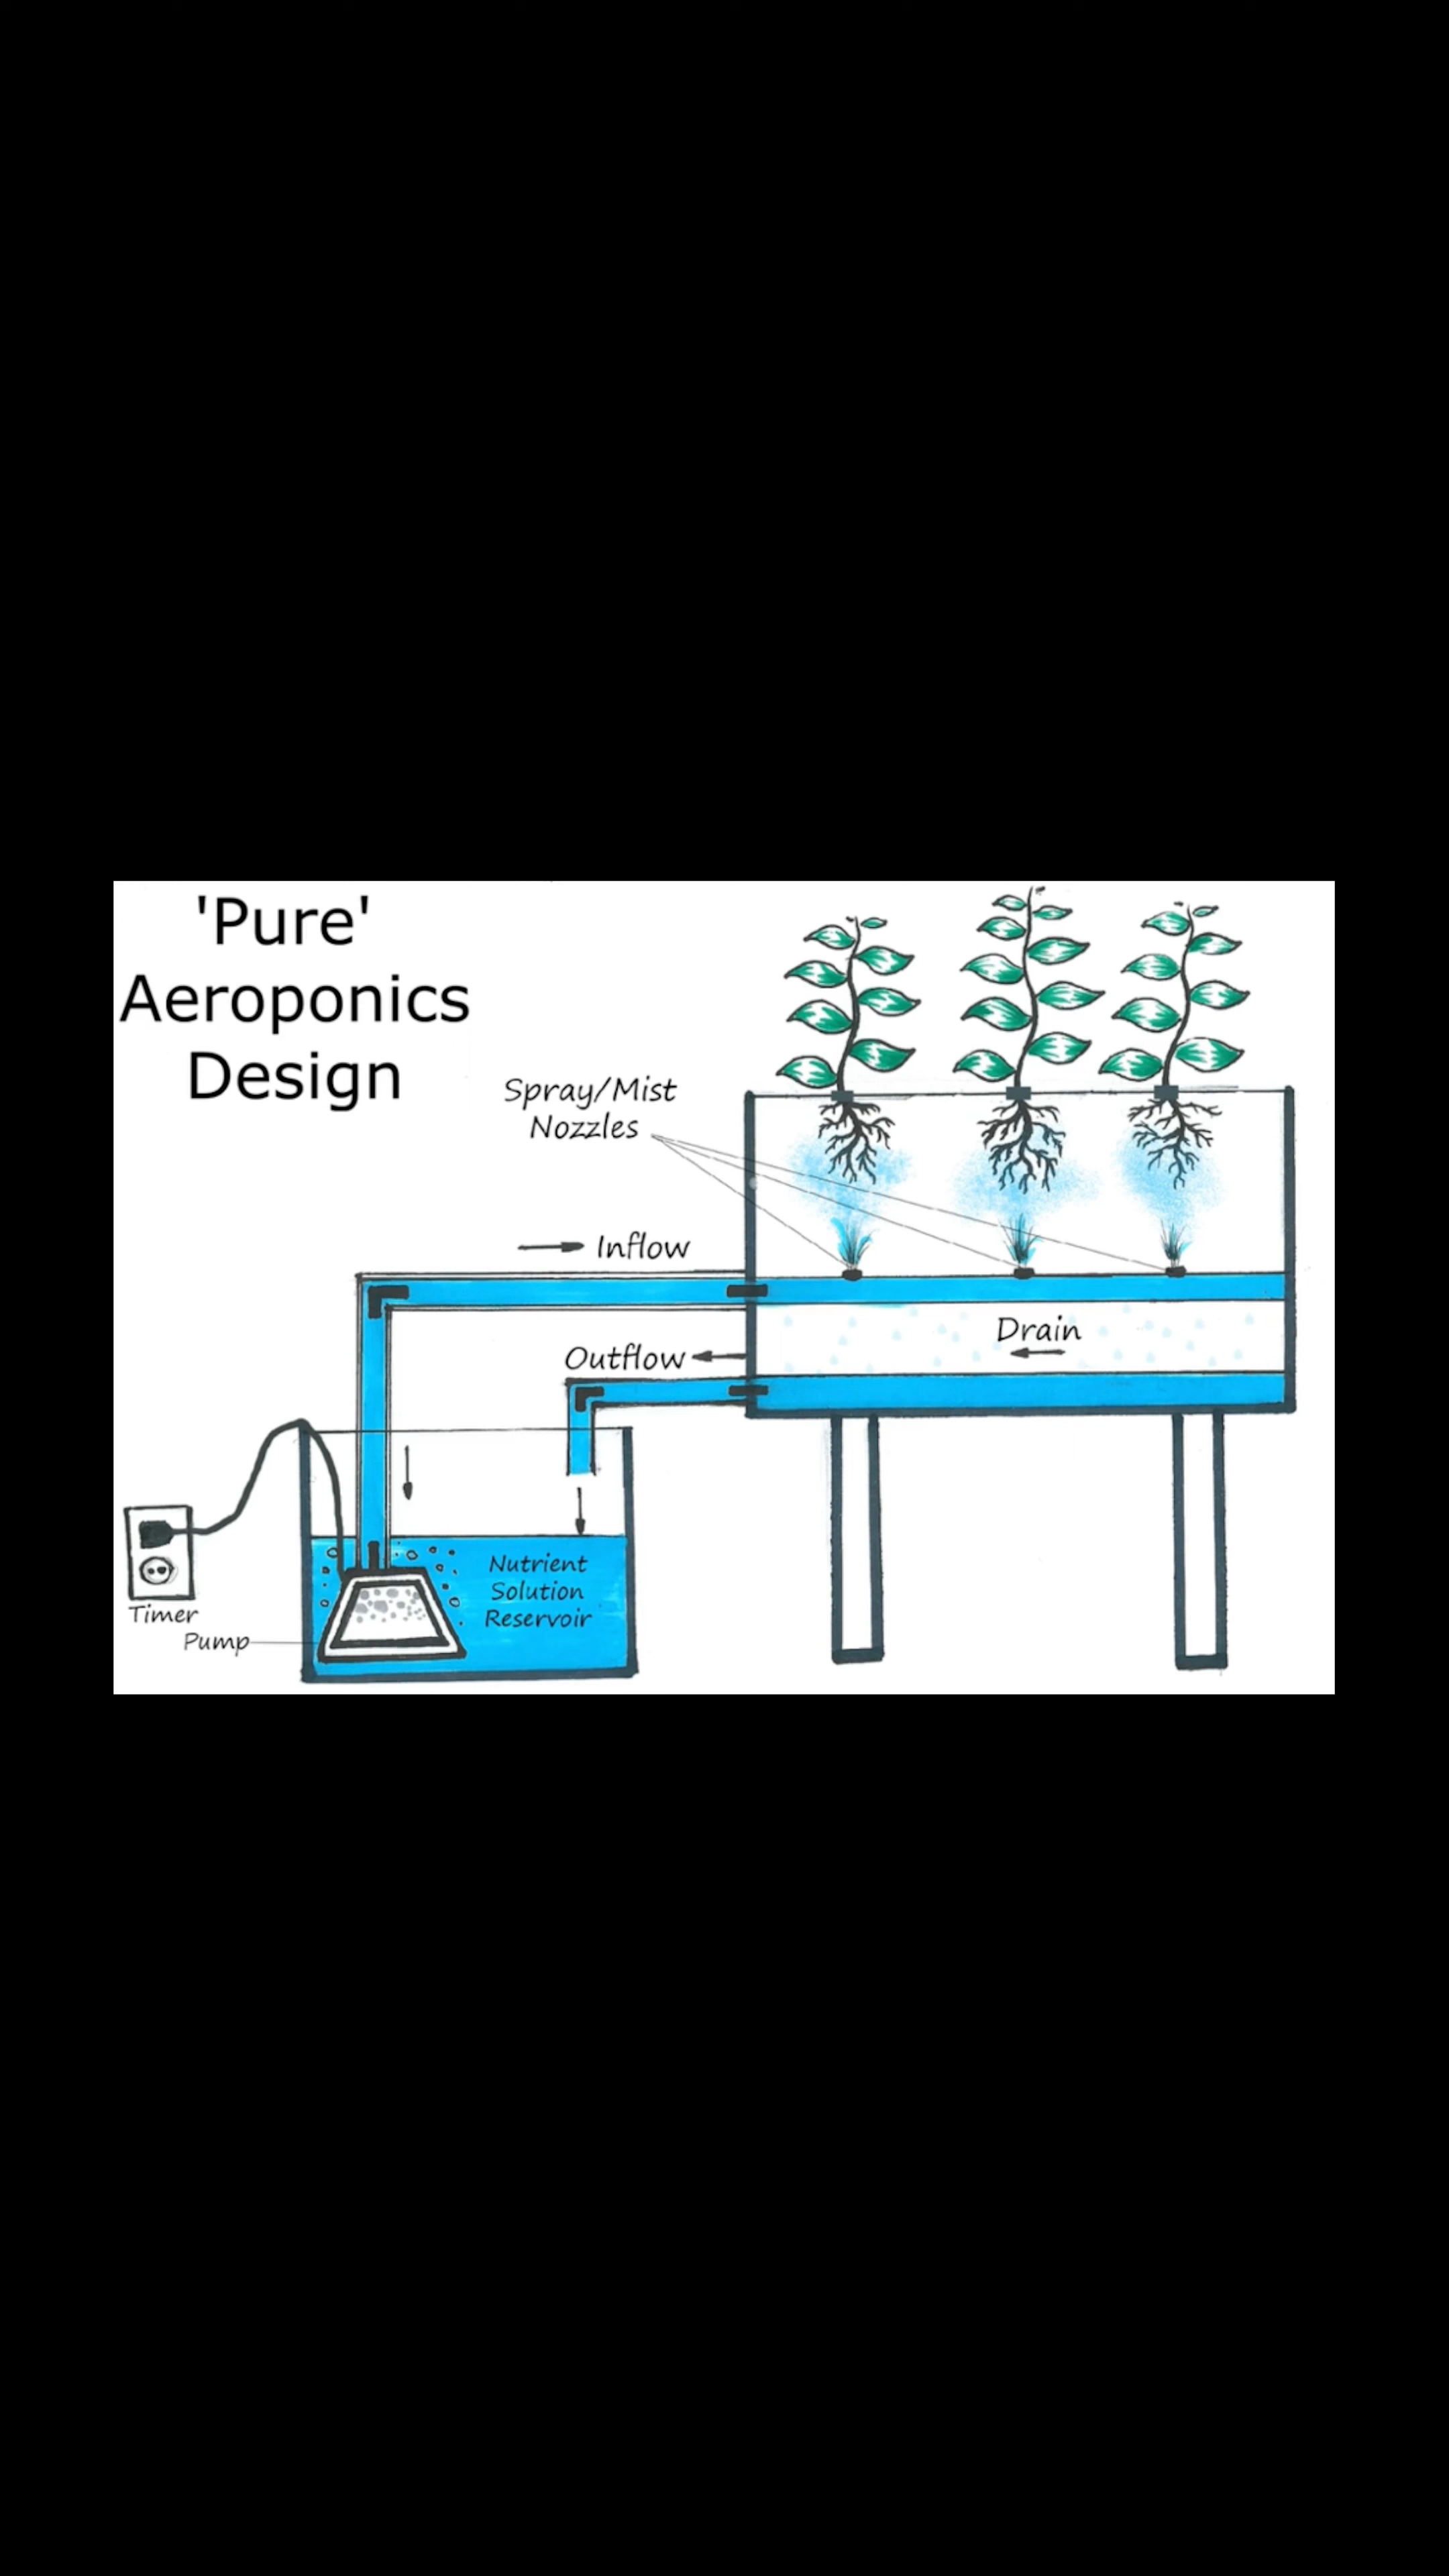 'Pure'
Aeroponics
Design
Spray/Mist
Nozzles
Inflow
Drain
Outflow
Nutrient
Solution
Reservoir
Timer
Pump